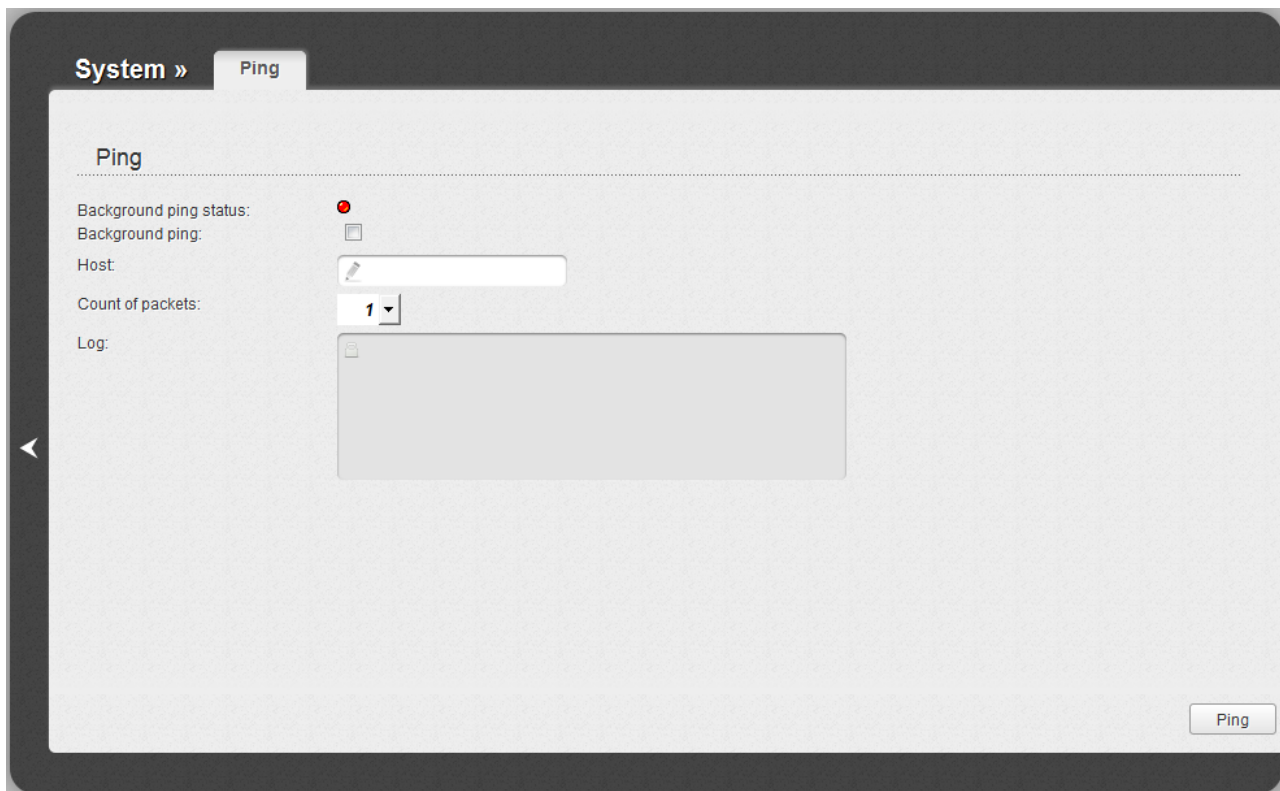 System »
Ping
Ping
Background ping status:
Background ping:
Host:
Count of packets:
1
Log:
Ping